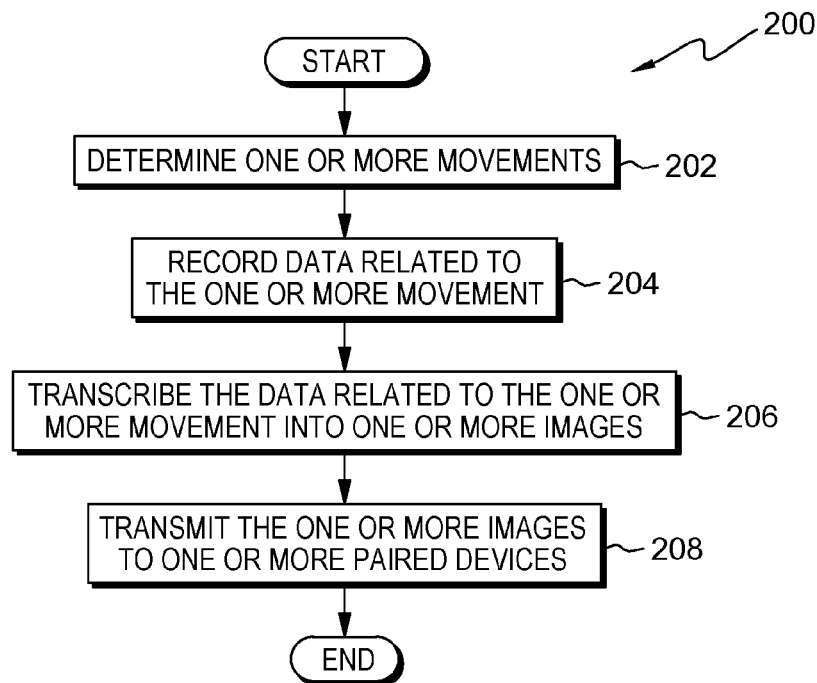 200
START
DETERMINE ONE OR MORE MOVEMENTS
202
RECORD DATA RELATED TO
THE ONE OR MORE MOVEMENT
204
TRANSCRIBE THE DATA RELATED TO THE ONE OR
MORE MOVEMENT INTO ONE OR MORE IMAGES
206
TRANSMIT THE ONE OR MORE IMAGES
TO ONE OR MORE PAIRED DEVICES
208
END